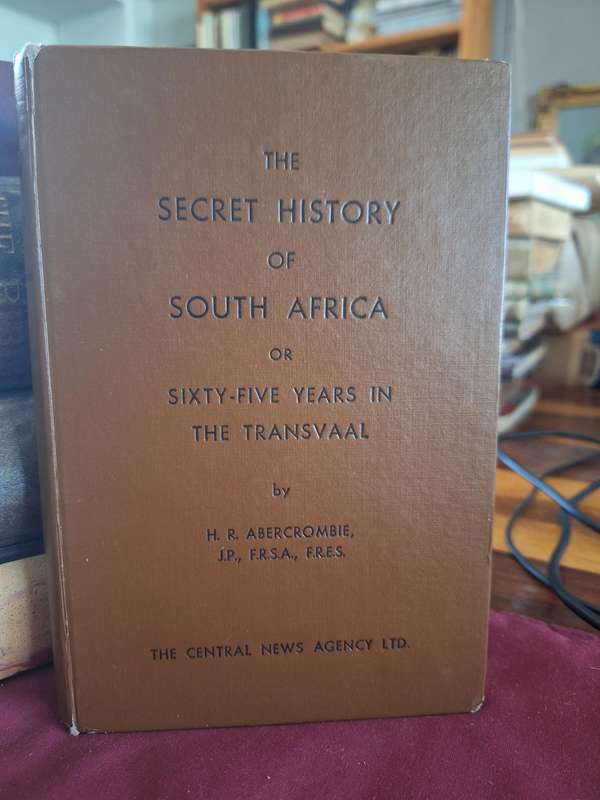 THE
SECRET HISTORY
OF
SOUTH AFRICA
OR
SIXTY-FIVE YEARS IN
THE TRANSVAAL
by
H. R. ABERCROMBIE,
J.P., F.R.S.A., F.R.E.S.
THE CENTRAL NEWS AGENCY LTD.